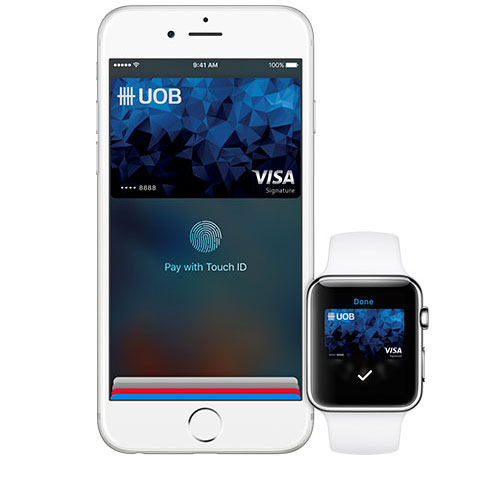 9:41 AM
100%
UOB
VISA
Signature
•••• 8888
Pay with Touch ID
Done
UOB
VISA